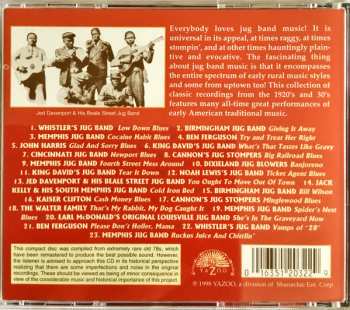 Everybody loves jug band music! It is
universal in its appeal, at times raggy, at times
stompin', and at other times hauntingly plain-
tive and evocative. The fascinating thing
about jug band music is that it encompasses
the entire spectrum of early rural music styles
and some from uptown too! This collection of
classic recordings from the 1920's and 30's
features many all-time great performances of
early American traditional music.
Jed Davenport & His Beale Street Jug Band
1. WHISTLER'S JUG BAND Low Down Blues 2. BIRMINGHAM JUG BAND Giving It Away
3. MEMPHIS JUG BAND Cocaine Habit Blues 4. BEN FERGUSON Try and Treat Her Right
5. JOHN HARRIS Glad And Sorry Blues 6. KING DAVID'S JUG BAND What's That Tastes Like Gravy
7. CINCINNATI JUG BAND Newport Blues 8. CANNON'S JUG STOMPERS Big Railroad Blues
9. MEMPHIS JUG BAND Fourth Street Mess Around 10. DIXIELAND JUG BLOWERS Banjoreno
11. KING DAVID'S JUG BAND Tear It Down 12. NOAH LEWIS'S JUG BAND Ticket Agent Blues
13. JED DAVENPORT & HIS BEALE STREET JUG BAND You Ought To Move Out Of Town 14. JACK
KELLY & HIS SOUTH MEMPHIS JUG BAND Cold Iron Bed 15. BIRMINGHAM JUG BAND Bill Wilson
16. KAISER CLIFTON Cash Money Blues 17. CANNON'S JUG STOMPERS Minglewood Blues
18. THE WALTER FAMILY That's My Rabbit, My Dog Caught It 19. MEMPHIS JUG BAND Spider's Nest
Blues 20. EARL McDONALD'S ORIGINAL LOUISVILLE JUG BAND She's In The Graveyard Now
21. BEN FERGUSON Please Don't Holler, Mama 22. WHISTLER'S JUG BAND Vamps of "28"
23. MEMPHIS JUG BAND Ruckus Juice And Chittlin'
This compact disc was compiled from extremely rare old 78s, which
have been remastered to produce the best possible sound. However,
the listener is advised to approach this CD in its historical perspective
realizing that there are some imperfections and noise in the original
recordings. These should be viewed as being of minor consequence in
view of the considerable music and historical importance of this project
YAZOO
0 16351 20322 9
© 1998 YAZOO, a division of Shanachie Ent. Corp